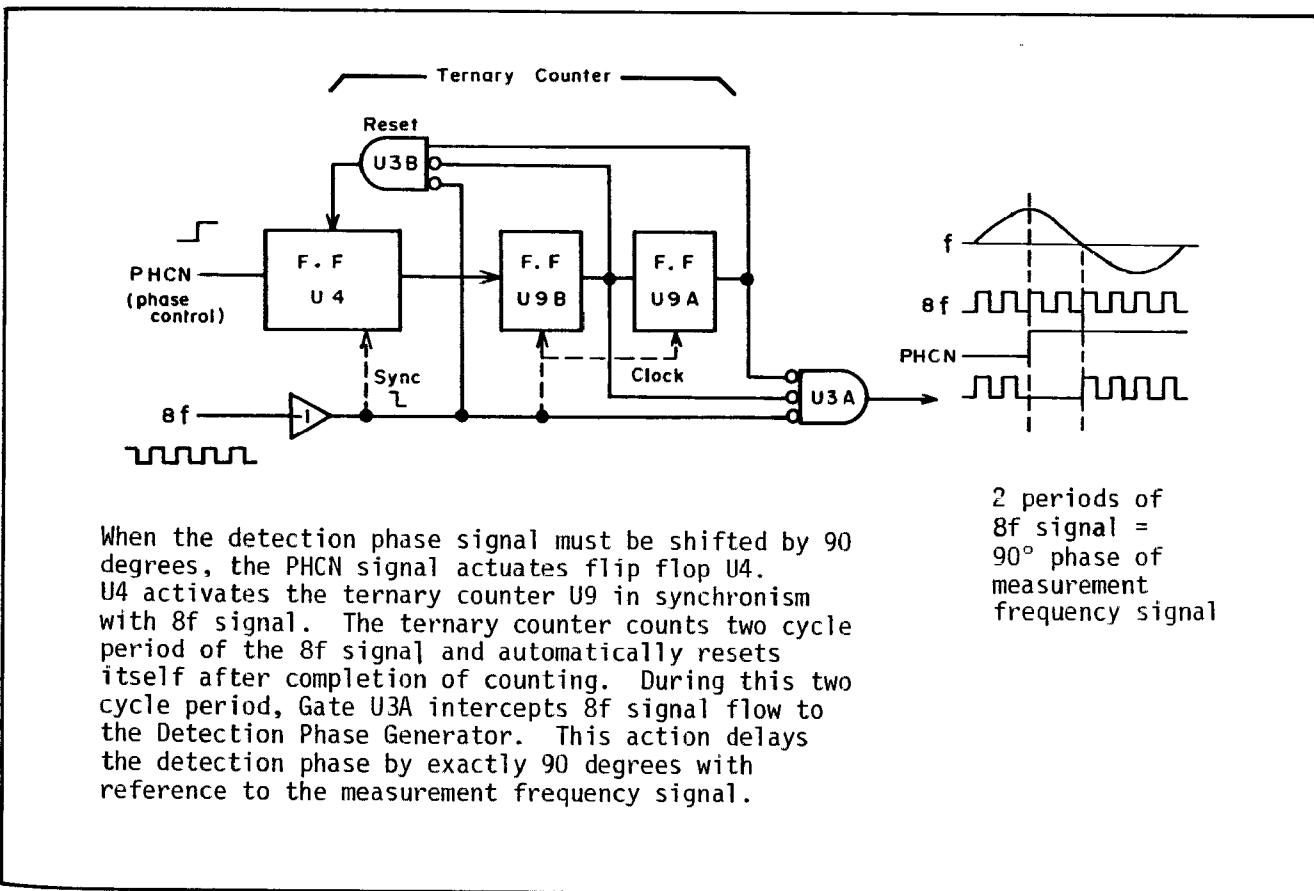 Ternary Counter
Reset
U3B
PHCN
(phase
control)
F.F
U4
F.F
U9B
F.F
U9A
Sync
Clock
8f
-1
U3A
f
8f
PHCN
When the detection phase signal must be shifted by 90
degrees, the PHCN signal actuates flip flop U4.
U4 activates the ternary counter U9 in synchronism
with 8f signal. The ternary counter counts two cycle
period of the 8f signal and automatically resets
itself after completion of counting. During this two
cycle period, Gate U3A intercepts 8f signal flow to
the Detection Phase Generator. This action delays
the detection phase by exactly 90 degrees with
reference to the measurement frequency signal.
2 periods of
8f signal =
90° phase of
measurement
frequency signal